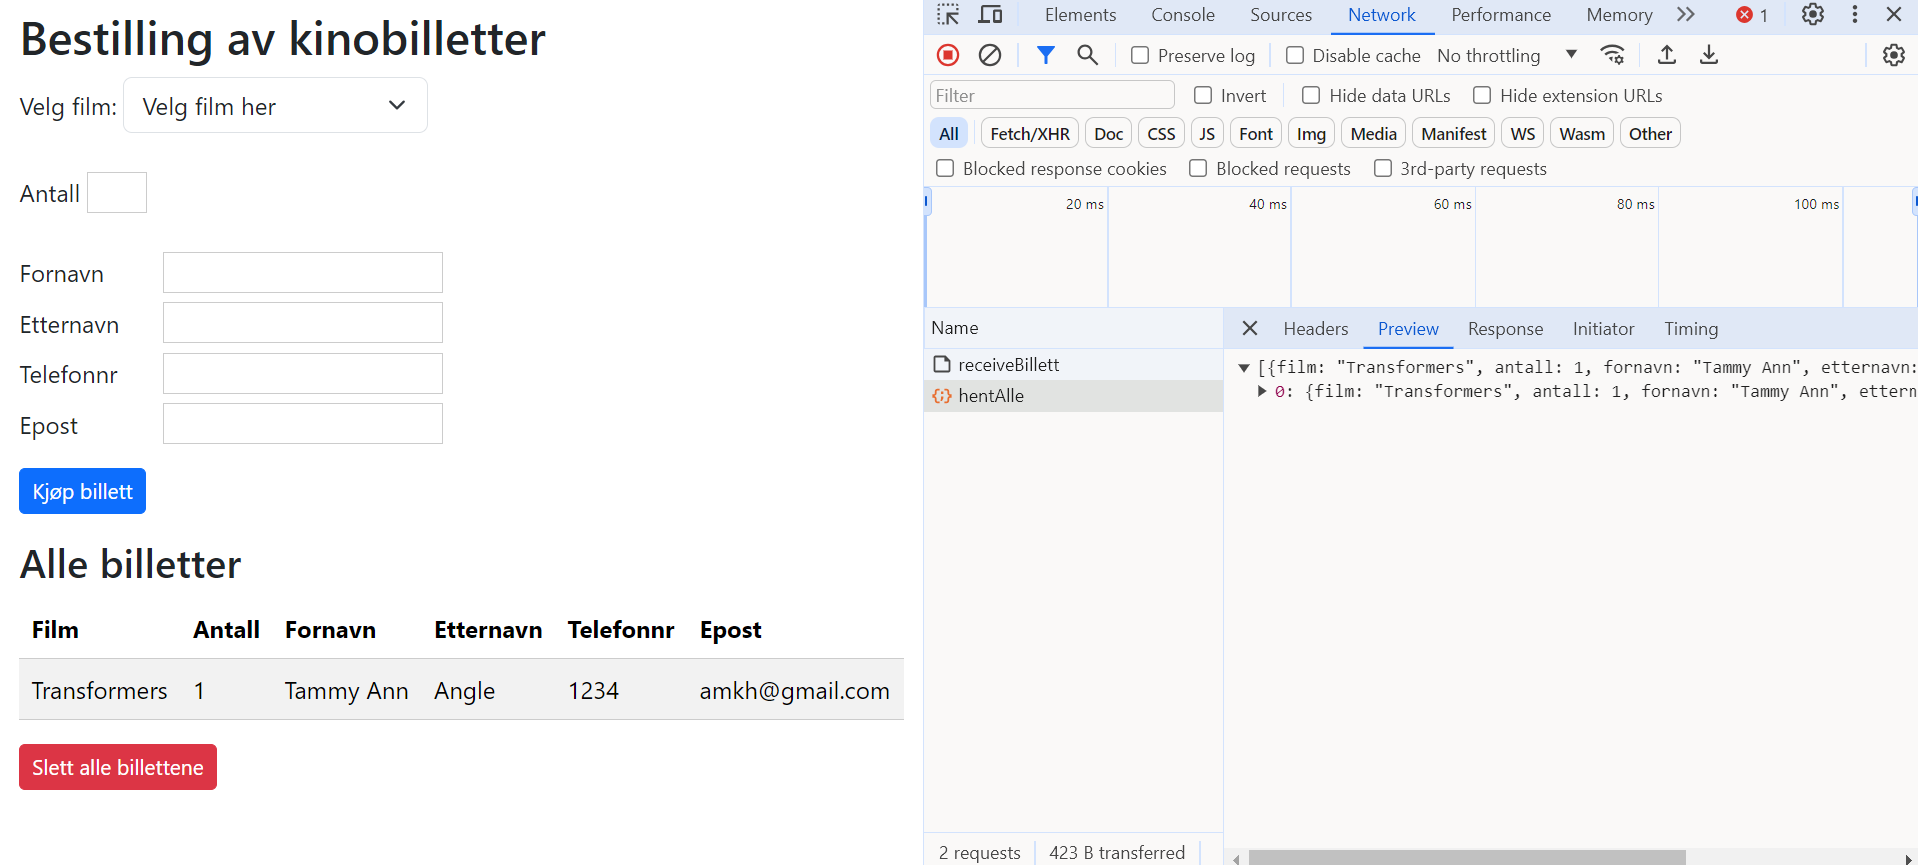 Bestilling av kinobilletter
Velg film: Velg film her
Antall
Fornavn
Etternavn
Telefonnr
Epost
Kjøp billett
Alle billetter
Film Antall Fornavn Etternavn Telefonnr Epost
Transformers 1 Tammy Ann Angle 1234 amkh@gmail.com
Slett alle billettene
Elements Console Sources Network Performance Memory 1
Preserve log Disable cache No throttling
Filter Invert Hide data URLs Hide extension URLs
All Fetch/XHR Doc CSS JS Font Img Media Manifest WS Wasm Other
Blocked response cookies Blocked requests 3rd-party requests
20 ms 40 ms 60 ms 80 ms 100 ms
Name
receiveBillett
hentAlle
2 requests 423 B transferred
Headers Preview Response Initiator Timing
[{film: "Transformers", antall: 1, fornavn: "Tammy Ann", etternavn:
0: {film: "Transformers", antall: 1, fornavn: "Tammy Ann", ettern